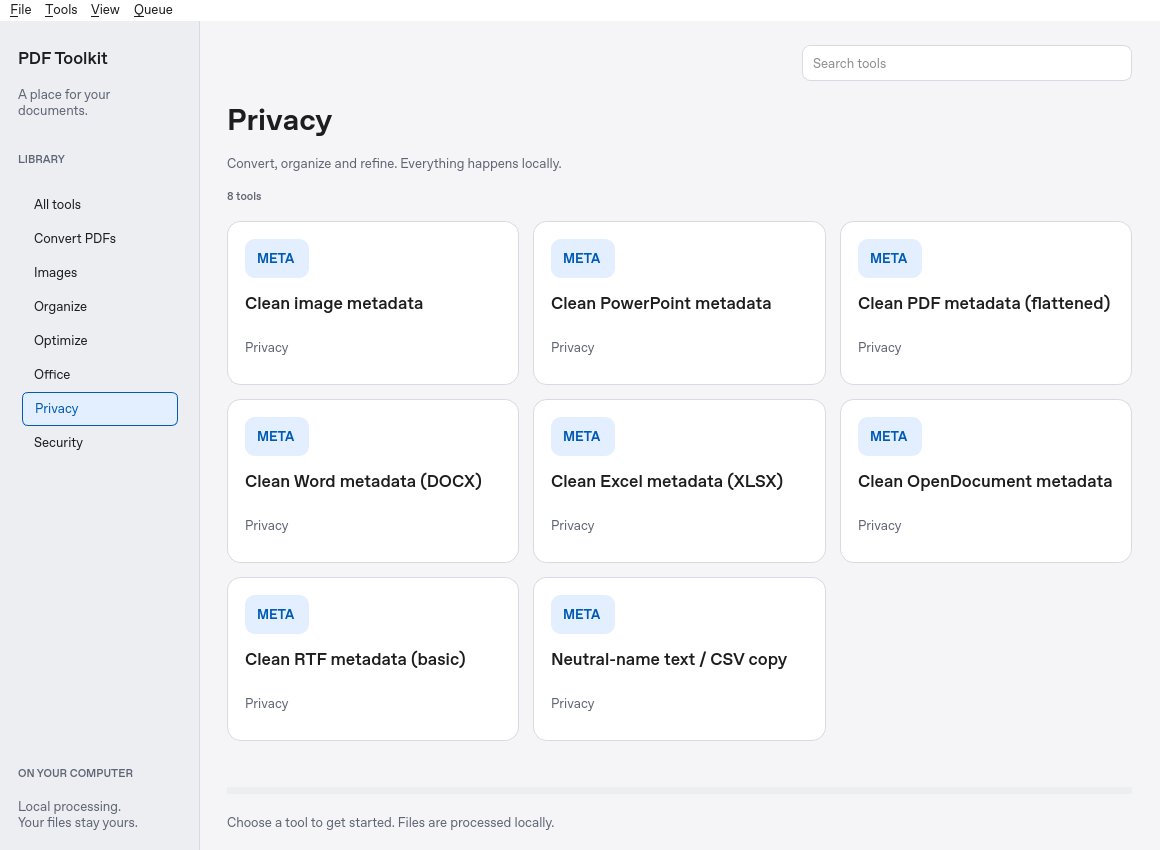 File Tools View Queue
PDF Toolkit
A place for your
documents.
LIBRARY
All tools
Convert PDFs
Images
Organize
Optimize
Office
Privacy
Security
ON YOUR COMPUTER
Local processing.
Your files stay yours.
Search tools
Privacy
Convert, organize and refine. Everything happens locally.
8 tools
META
Clean image metadata
Privacy
META
Clean PowerPoint metadata
Privacy
META
Clean PDF metadata (flattened)
Privacy
META
Clean Word metadata (DOCX)
Privacy
META
Clean Excel metadata (XLSX)
Privacy
META
Clean OpenDocument metadata
Privacy
META
Clean RTF metadata (basic)
Privacy
META
Neutral-name text / CSV copy
Privacy
Choose a tool to get started. Files are processed locally.